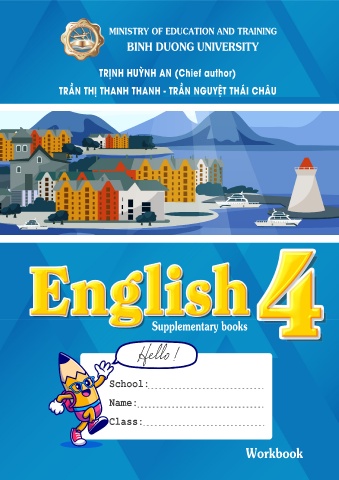 MINISTRY OF EDUCATION AND TRAINING
BINH DUONG UNIVERSITY
TRỊNH HUỲNH AN (Chief author)
TRẦN THỊ THANH THANH - TRẦN NGUYỆT THÁI CHÂU
English 4
Supplementary books
Hello!
School:
Name:
Class:
Workbook